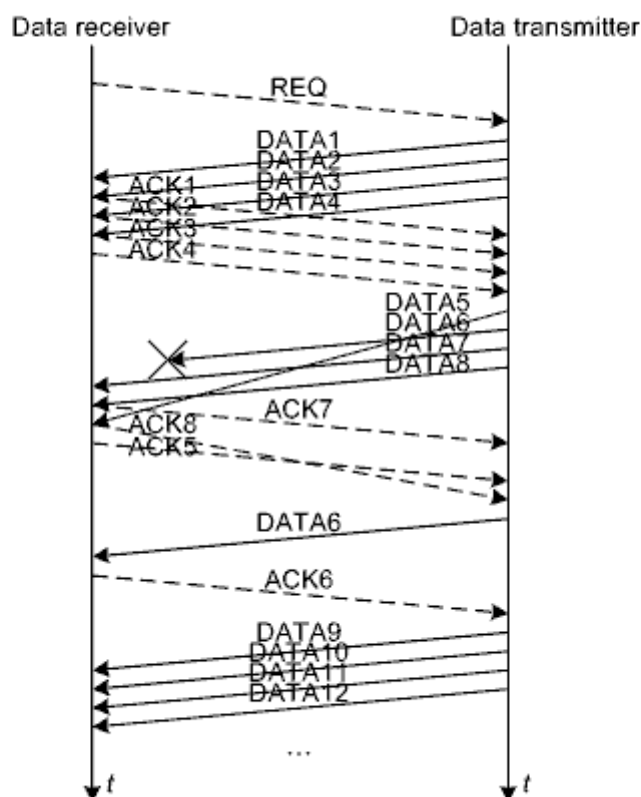 Data receiver
Data transmitter
REQ
DATA1
DATA2
DATA3
DATA4
ACK1
ACK2
ACK3
ACK4
DATA5
DATA6
DATA7
DATA8
ACK7
ACK8
ACK5
DATA6
ACK6
DATA9
DATA10
DATA11
DATA12
...
t
t